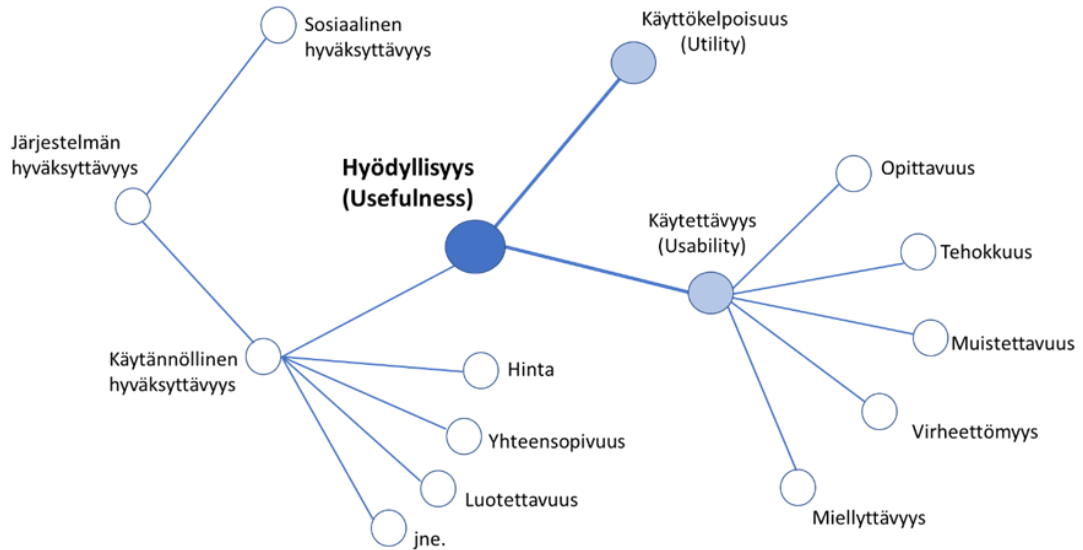 Sosiaalinen
hyväksyttävyys
Käyttökelpoisuus
(Utility)
Järjestelmän
hyväksyttävyys
Hyödyllisyys
(Usefulness)
Opittavuus
Käytettävyys
(Usability)
Tehokkuus
Muistettavuus
Käytännöllinen
hyväksyttävyys
Hinta
Yhteensopivuus
Virheettömyys
Luotettavuus
Miellyttävyys
jne.